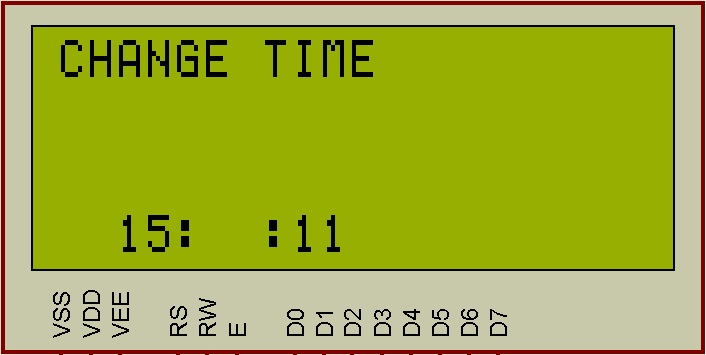 CHANGE TIME
15:  :11
VSS VDD VEE RS RW E D0 D1 D2 D3 D4 D5 D6 D7